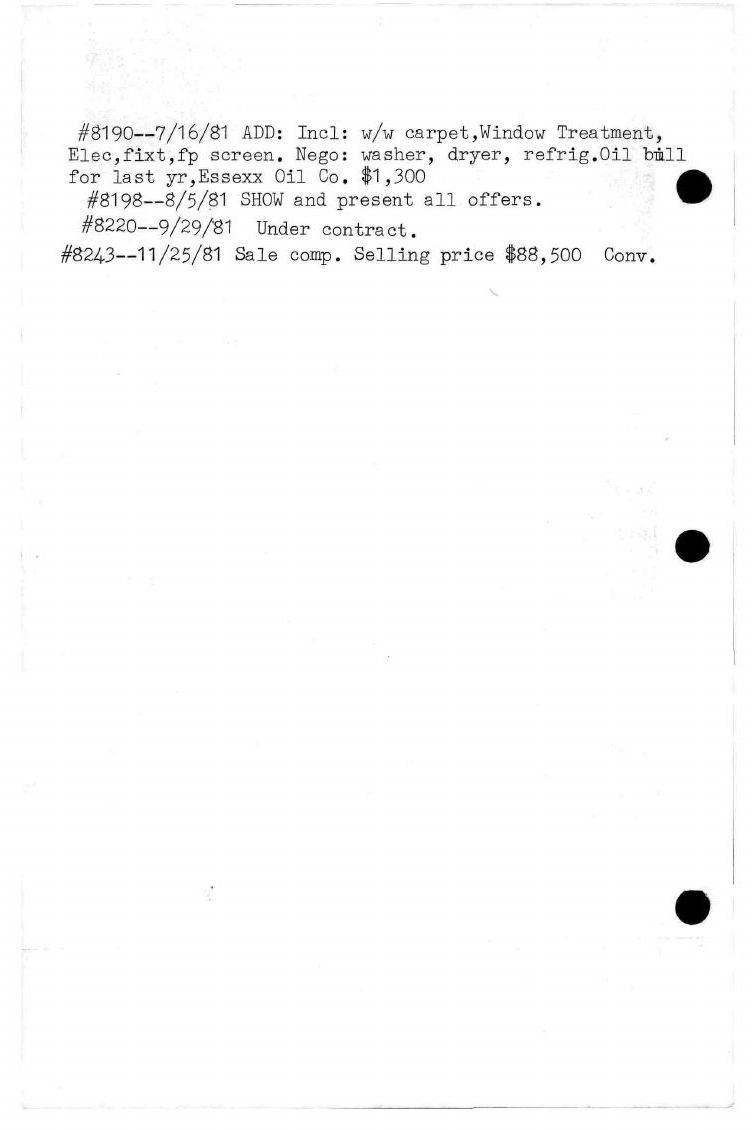 #8190--7/16/81 ADD: Incl: w/w carpet,Window Treatment,
Elec,fixt,fp screen. Nego: washer, dryer, refrig.Oil bill
for last yr,Essexx Oil Co. $1,300
#8198--8/5/81 SHOW and present all offers.
#8220--9/29/81 Under contract.
#8243--11/25/81 Sale comp. Selling price $88,500 Conv.